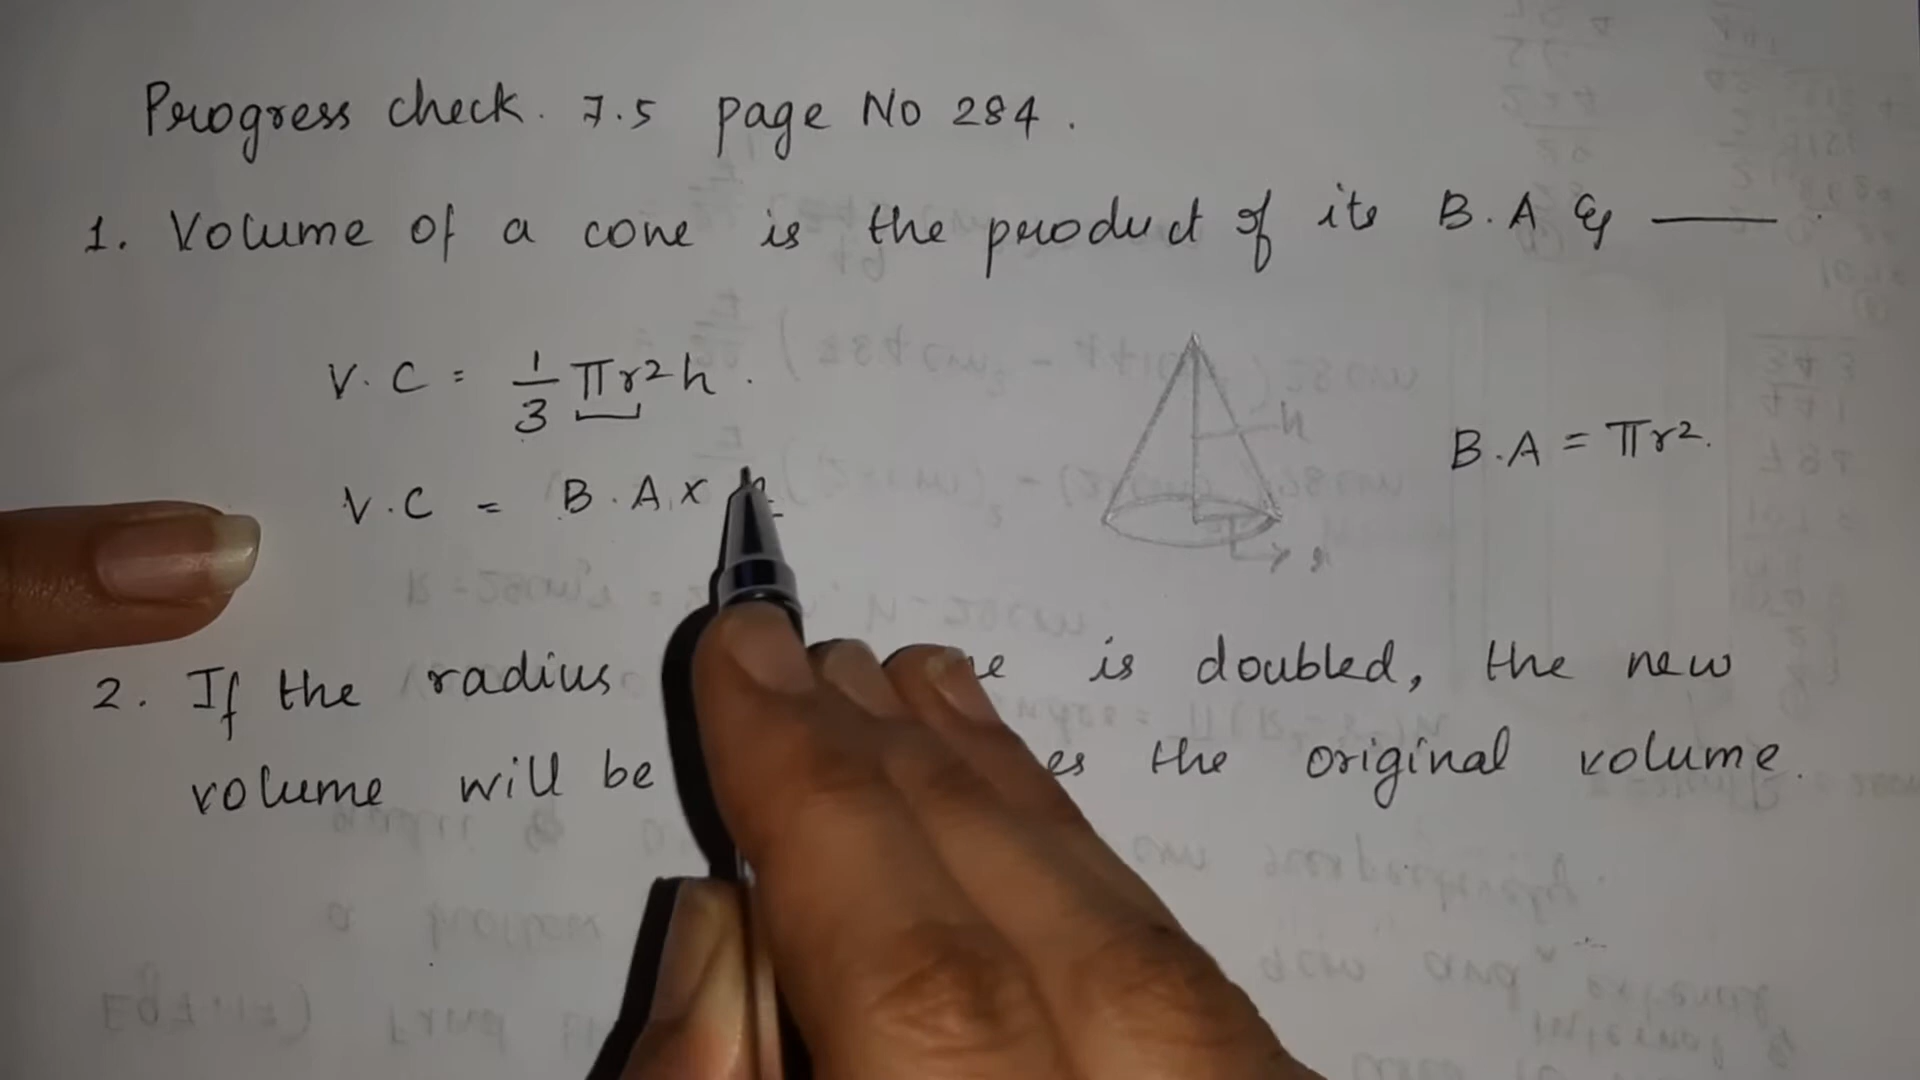 Progress check. 7.5 page No 284.
1. Volume of a cone is the product of its B.A & ——.
V.C = 1/3 πr²h.
h
B.A = πr².
V.C = B.A x
r
2. If the radius is doubled, the new
volume will be the original volume.